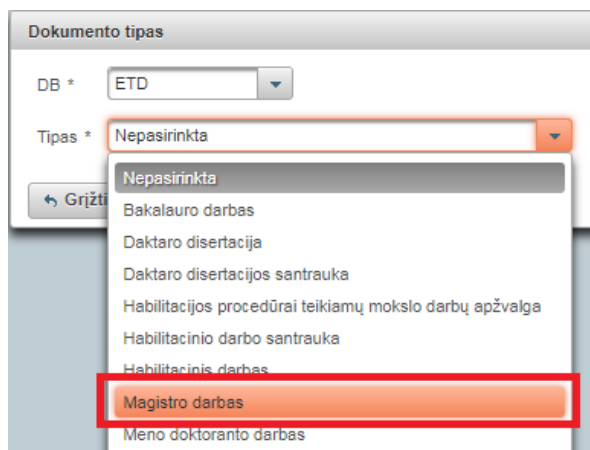 Dokumento tipas
DB * ETD
Tipas * Nepasirinkta
Nepasirinkta
Grįžti
Bakalauro darbas
Daktaro disertacija
Daktaro disertacijos santrauka
Habilitacijos procedūrai teikiamų mokslo darbų apžvalga
Habilitacinio darbo santrauka
Habilitacinis darbas
Magistro darbas
Meno doktoranto darbas